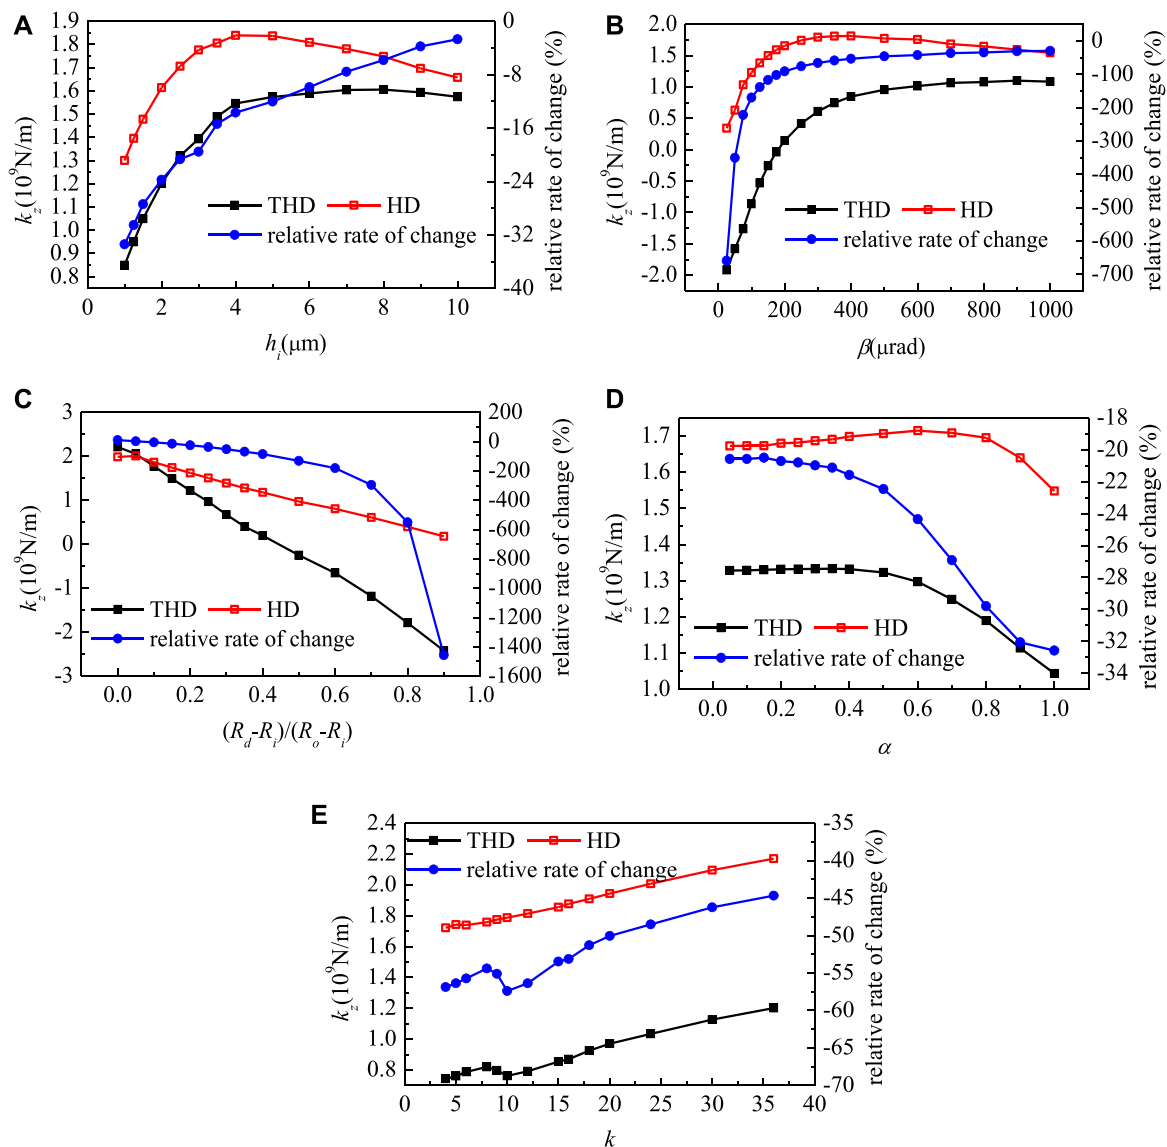 A
1.9
1.8
1.7
1.6
1.5
1.4
1.3
1.2
1.1
1.0
0.9
0.8
k_z (10^9N/m)
0
-8
-16
-24
-32
-40
relative rate of change (%)
THD HD
relative rate of change
0 2 4 6 8 10
h_i(μm)
B
2.0
1.5
1.0
0.5
0.0
-0.5
-1.0
-1.5
-2.0
k_z (10^9N/m)
0
-100
-200
-300
-400
-500
-600
-700
relative rate of change (%)
THD HD
relative rate of change
0 200 400 600 800 1000
β(μrad)
C
3
2
1
0
-1
-2
-3
k_z (10^9N/m)
200
0
-200
-400
-600
-800
-1000
-1200
-1400
-1600
relative rate of change (%)
THD HD
relative rate of change
0.0 0.2 0.4 0.6 0.8 1.0
(R_d-R_i)/(R_o-R_i)
D
1.7
1.6
1.5
1.4
1.3
1.2
1.1
1.0
k_z (10^9N/m)
-18
-20
-22
-24
-26
-28
-30
-32
-34
relative rate of change (%)
THD HD
relative rate of change
0.0 0.2 0.4 0.6 0.8 1.0
α
E
2.4
2.2
2.0
1.8
1.6
1.4
1.2
1.0
0.8
k_z (10^9N/m)
-35
-40
-45
-50
-55
-60
-65
-70
relative rate of change (%)
THD HD
relative rate of change
0 5 10 15 20 25 30 35 40
k